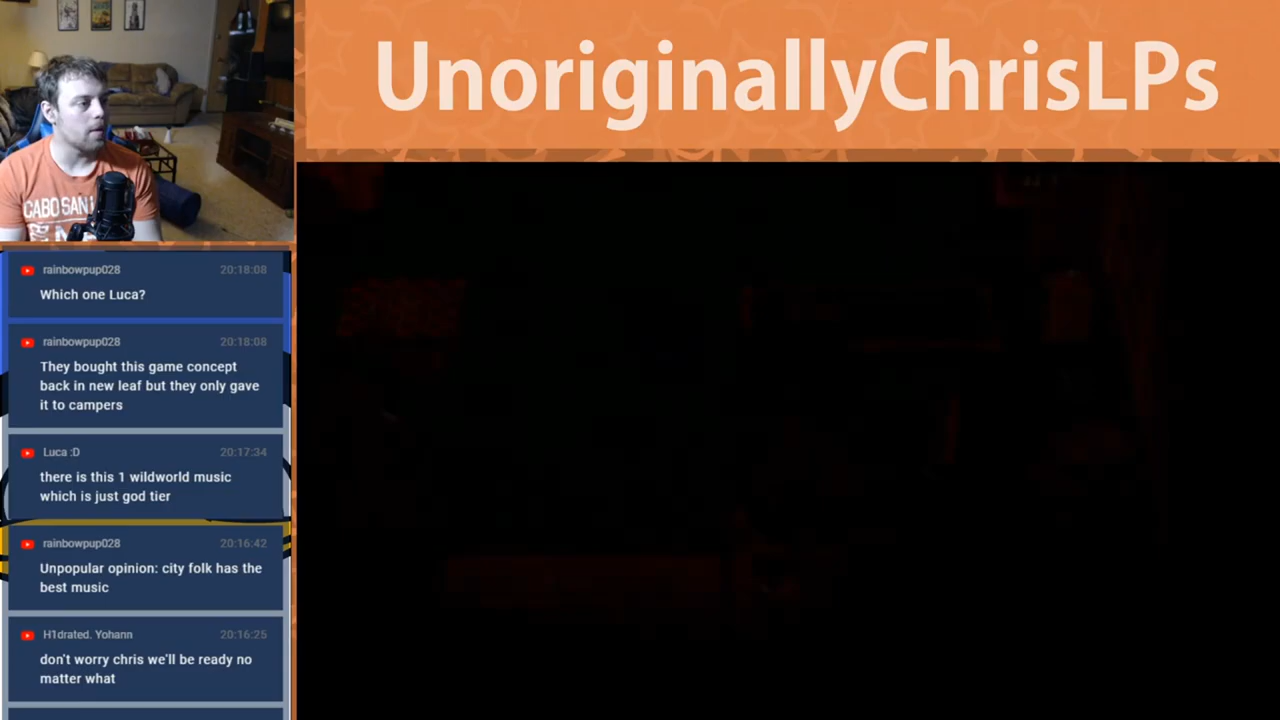 UnoriginallyChrisLPs
CABO SAN
rainbowpup028 20:18:08
Which one Luca?
rainbowpup028 20:18:08
They bought this game concept
back in new leaf but they only gave
it to campers
Luca :D 20:17:34
there is this 1 wildworld music
which is just god tier
rainbowpup028 20:16:42
Unpopular opinion: city folk has the
best music
H1drated. Yohann 20:16:25
don't worry chris we'll be ready no
matter what